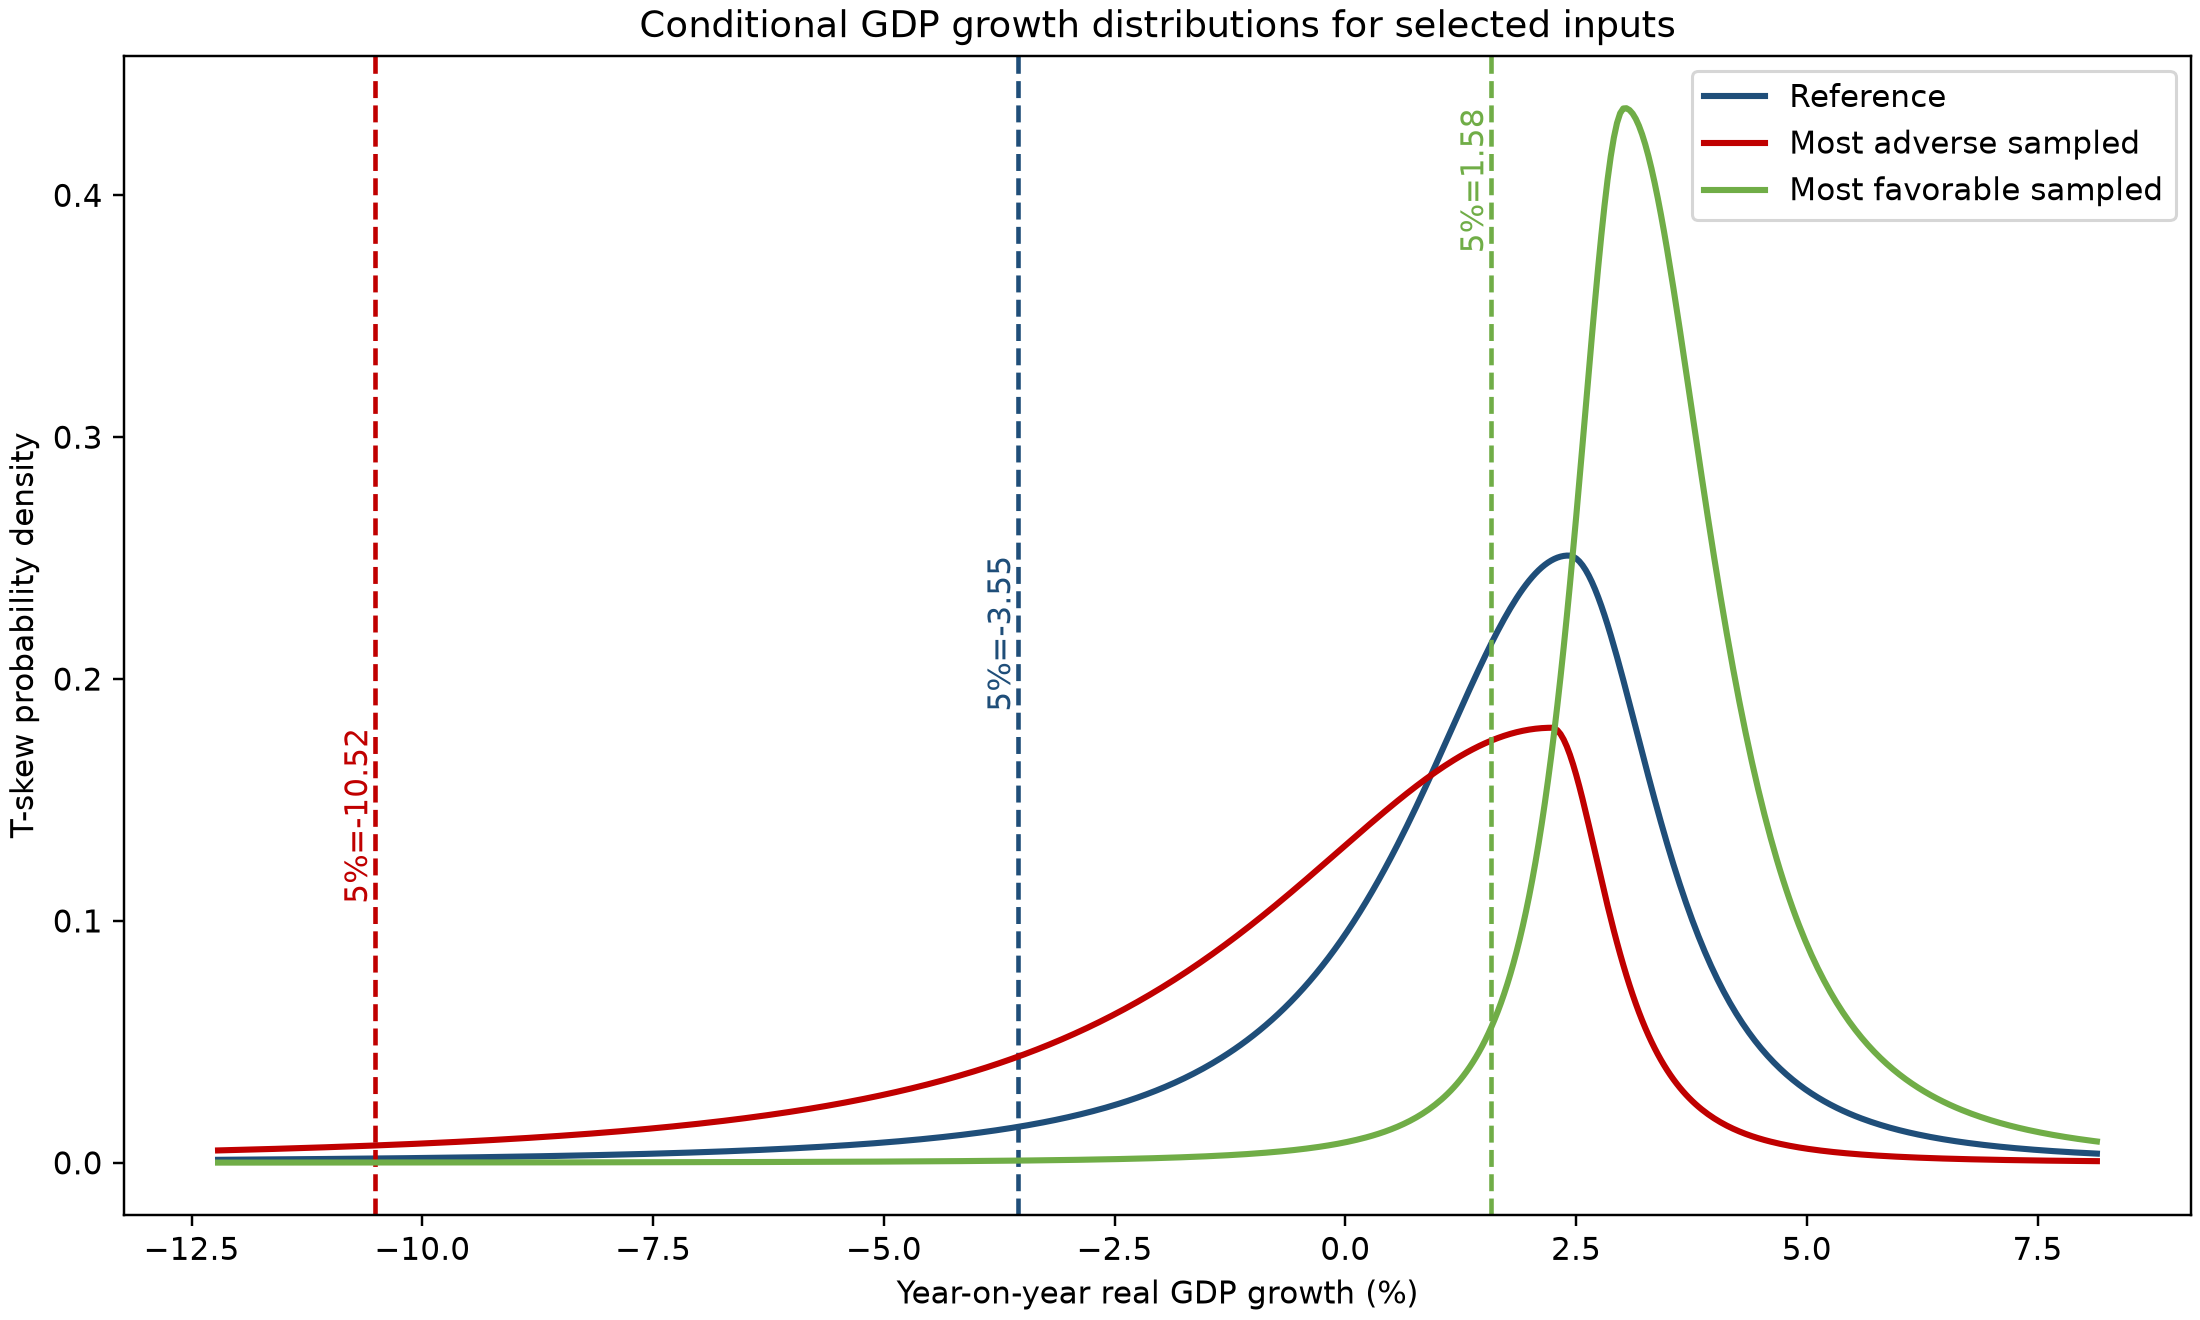 Conditional GDP growth distributions for selected inputs
Reference
Most adverse sampled
Most favorable sampled
5%=-10.52
5%=-3.55
5%=1.58
T-skew probability density
0.4
0.3
0.2
0.1
0.0
−12.5 −10.0 −7.5 −5.0 −2.5 0.0 2.5 5.0 7.5
Year-on-year real GDP growth (%)